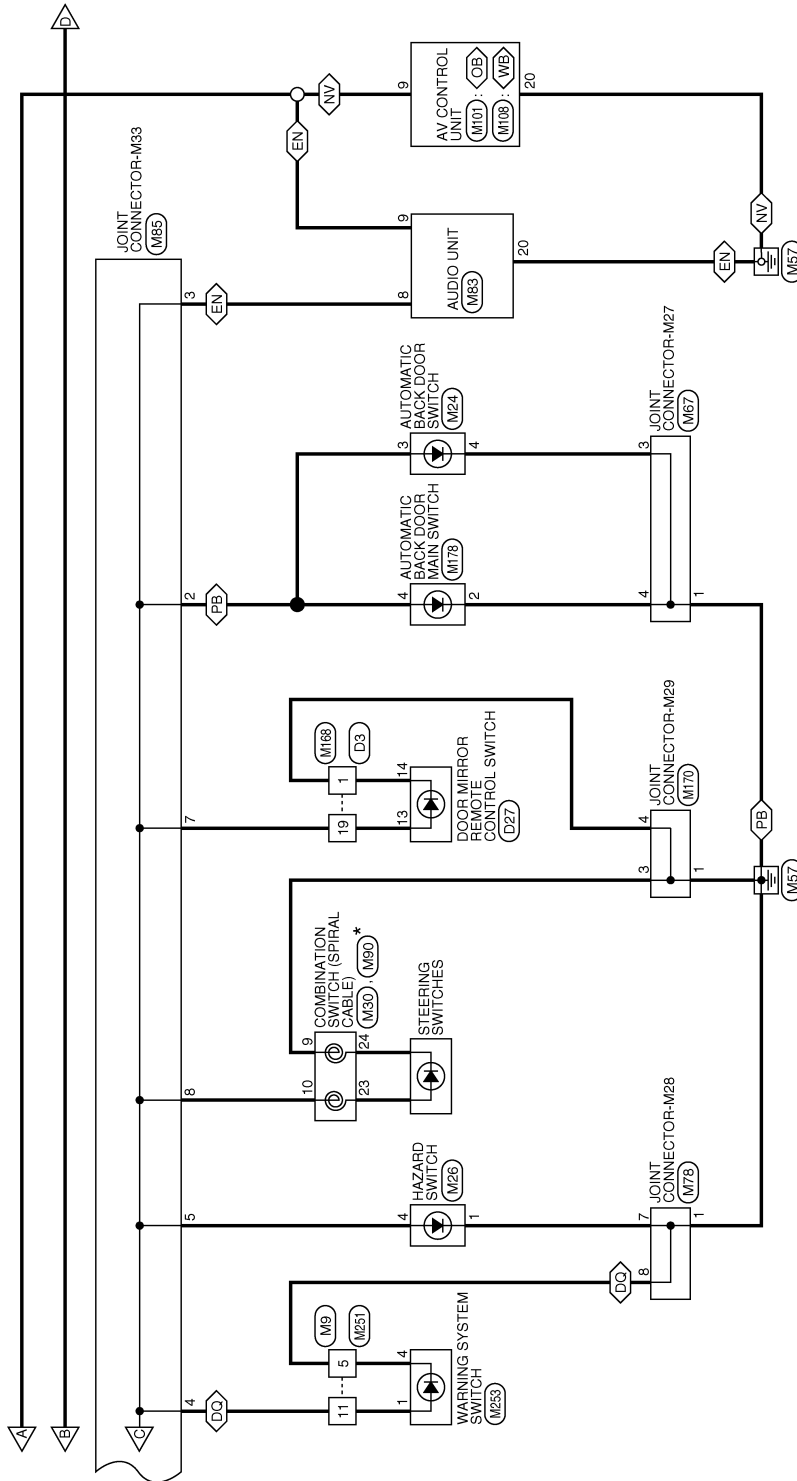 A
B
C
D
JOINT
CONNECTOR-M33
M85
4
5
8
7
2
3
DQ
PB
EN
EN
NV
11
5
M9
M251
1
4
WARNING SYSTEM
SWITCH
M253
4
HAZARD
SWITCH
M26
1
10
9
COMBINATION
SWITCH (SPIRAL
CABLE)
M30 , M90 *
23
24
STEERING
SWITCHES
19
1
M168
D3
13
14
DOOR MIRROR
REMOTE
CONTROL SWITCH
D27
4
AUTOMATIC
BACK DOOR
MAIN SWITCH
M178
2
3
AUTOMATIC
BACK DOOR
SWITCH
M24
4
8
9
AUDIO UNIT
M83
20
9
AV CONTROL
UNIT
M101 : OB
M108 : WB
20
DQ
8
7
JOINT
CONNECTOR-M28
M78
1
3
4
JOINT
CONNECTOR-M29
M170
1
4
3
JOINT
CONNECTOR-M27
M67
1
PB
M57
EN
NV
M57